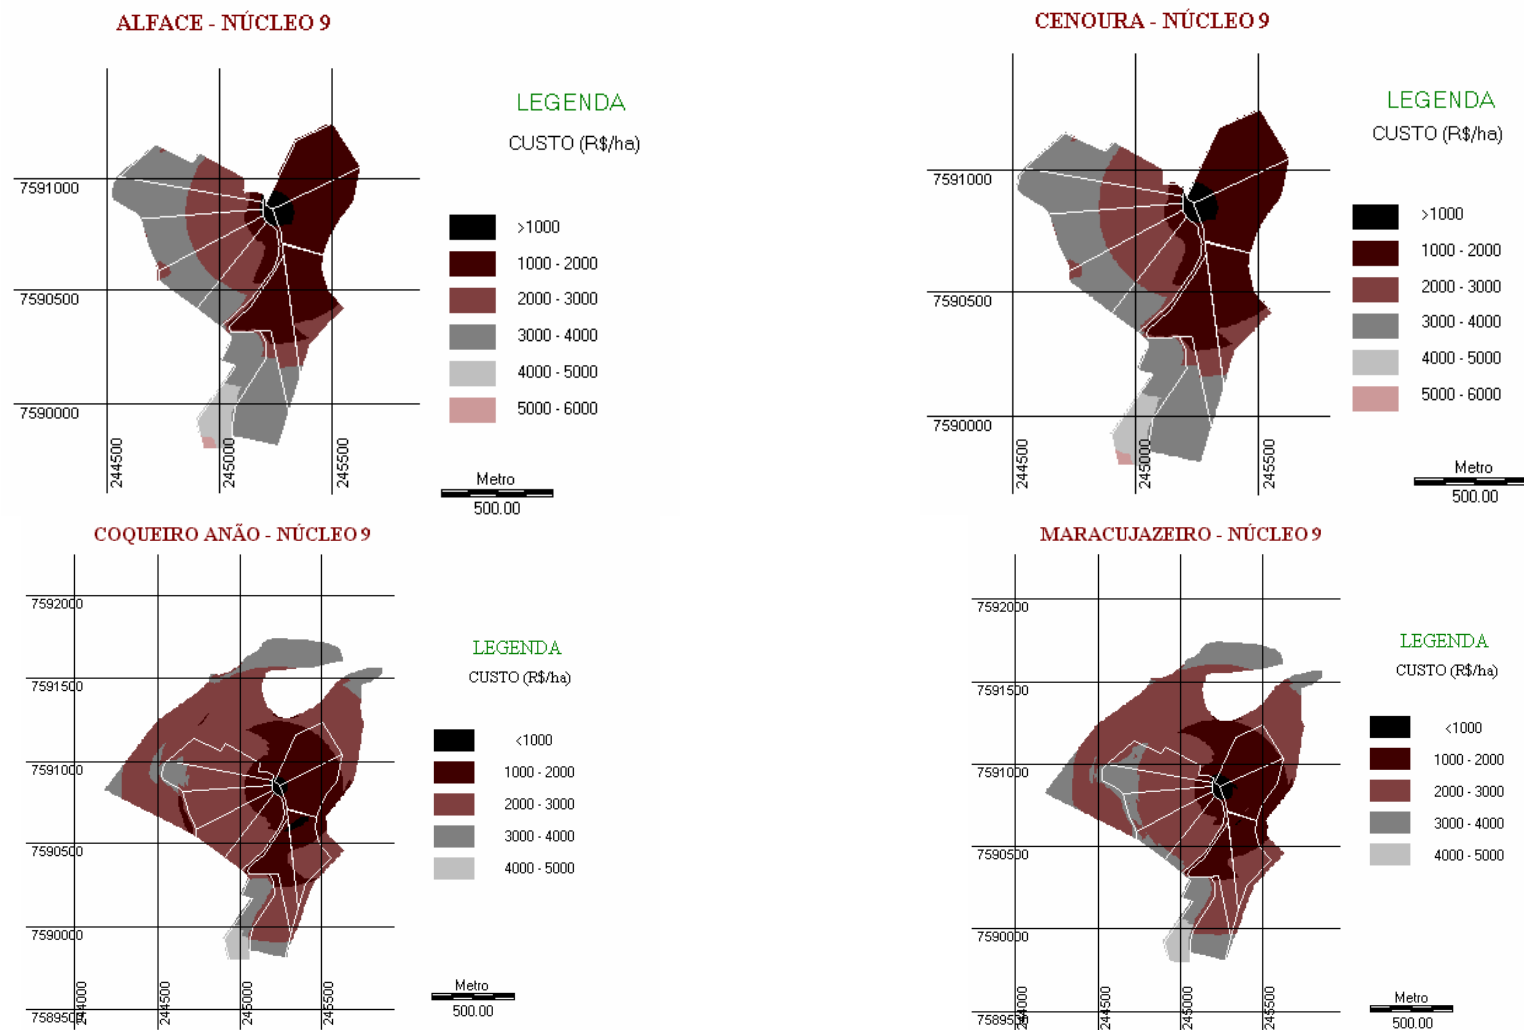 ALFACE - NÚCLEO 9
LEGENDA
CUSTO (R$/ha)
>1000
1000 - 2000
2000 - 3000
3000 - 4000
4000 - 5000
5000 - 6000
7591000
7590500
7590000
244500
245000
245500
Metro
500.00
CENOURA - NÚCLEO 9
LEGENDA
CUSTO (R$/ha)
>1000
1000 - 2000
2000 - 3000
3000 - 4000
4000 - 5000
5000 - 6000
7591000
7590500
7590000
244500
245000
245500
Metro
500.00
COQUEIRO ANÃO - NÚCLEO 9
LEGENDA
CUSTO (R$/ha)
<1000
1000 - 2000
2000 - 3000
3000 - 4000
4000 - 5000
7592000
7591500
7591000
7590500
7590000
7589500
244000
244500
245000
245500
Metro
500.00
MARACUJAZEIRO - NÚCLEO 9
LEGENDA
CUSTO (R$/ha)
<1000
1000 - 2000
2000 - 3000
3000 - 4000
4000 - 5000
7592000
7591500
7591000
7590500
7590000
7589500
244000
244500
245000
245500
Metro
500.00